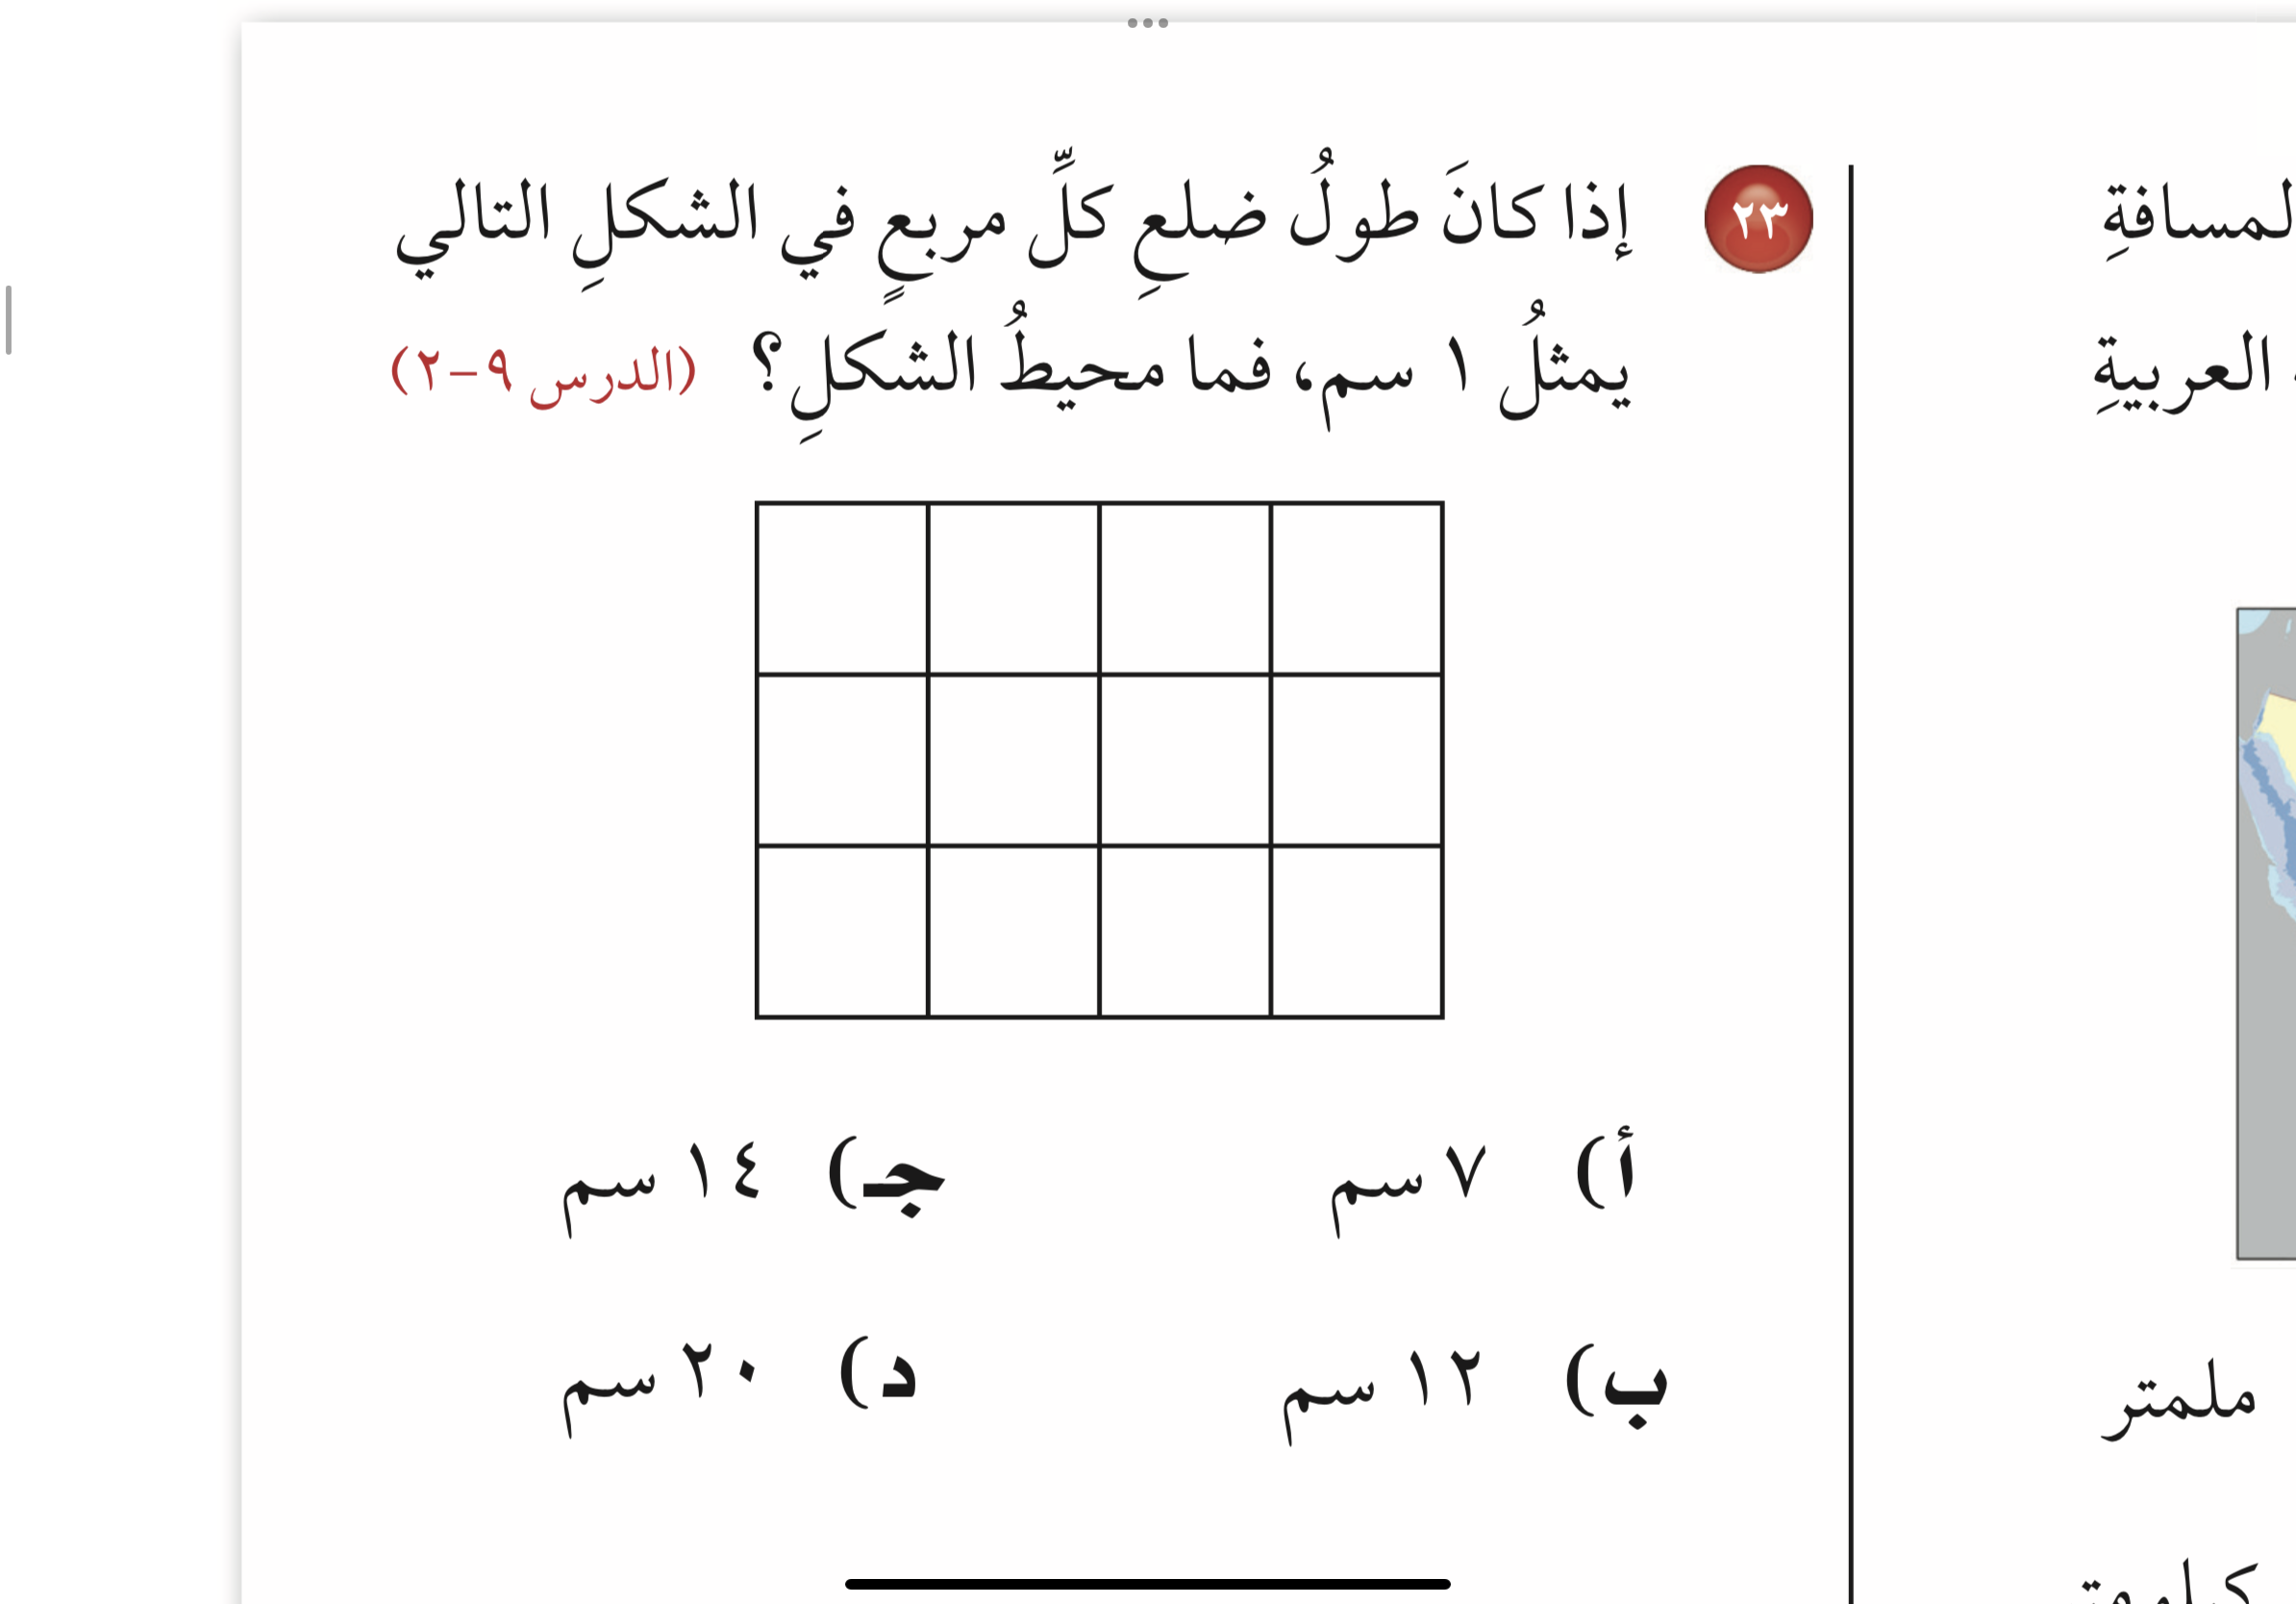 ٢٣
إذا كانَ طولُ ضلعِ كلِّ مربعٍ في الشكلِ التالي
يمثلُ ١ سم، فما محيطُ الشكلِ؟ (الدرس ٩-٢)
أ) ٧ سم
جـ) ١٤ سم
ب) ١٢ سم
د) ٢٠ سم
العربيةِ
ملمتر